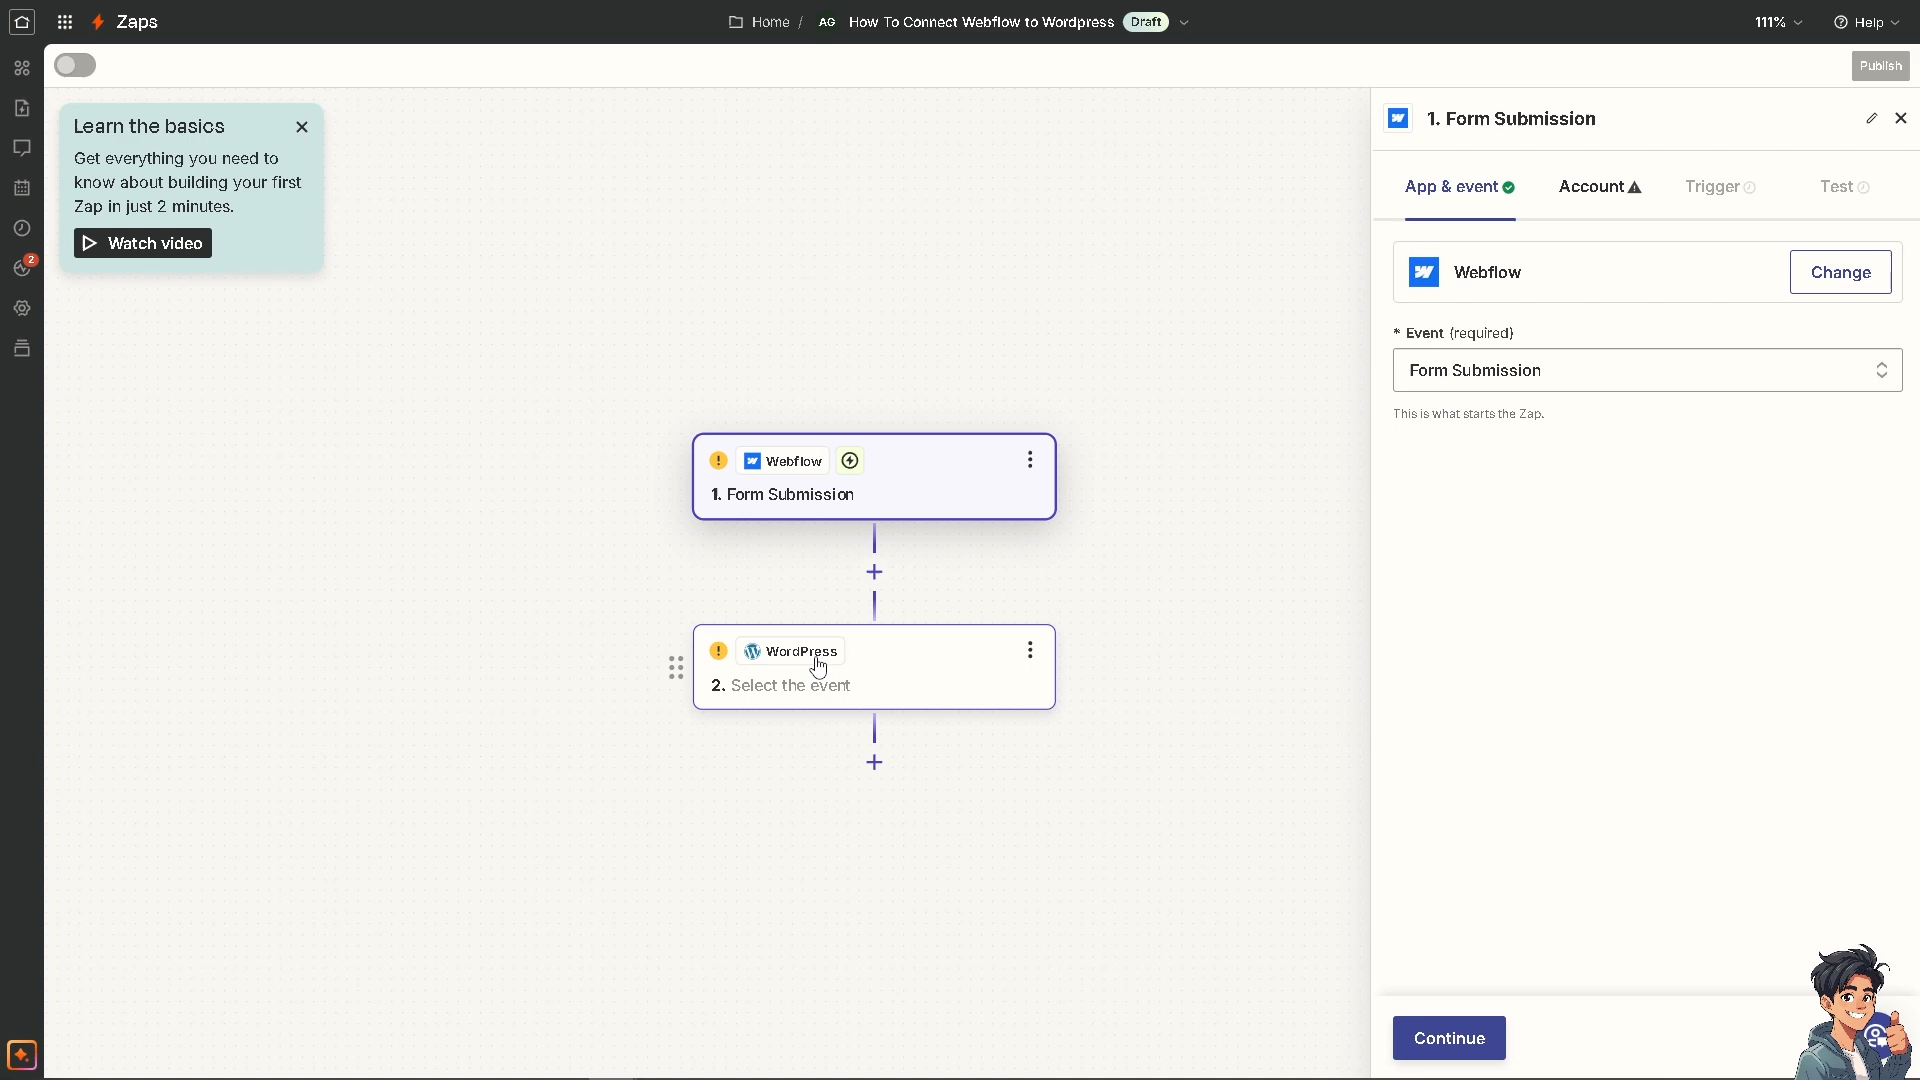 Zaps
Home / AG How To Connect Webflow to Wordpress Draft
111%
Help
Publish
Learn the basics
Get everything you need to
know about building your first
Zap in just 2 minutes.
Watch video
2
Webflow
1. Form Submission
WordPress
2. Select the event
1. Form Submission
App & event
Account
Trigger
Test
Webflow
Change
* Event (required)
Form Submission
This is what starts the Zap.
Continue